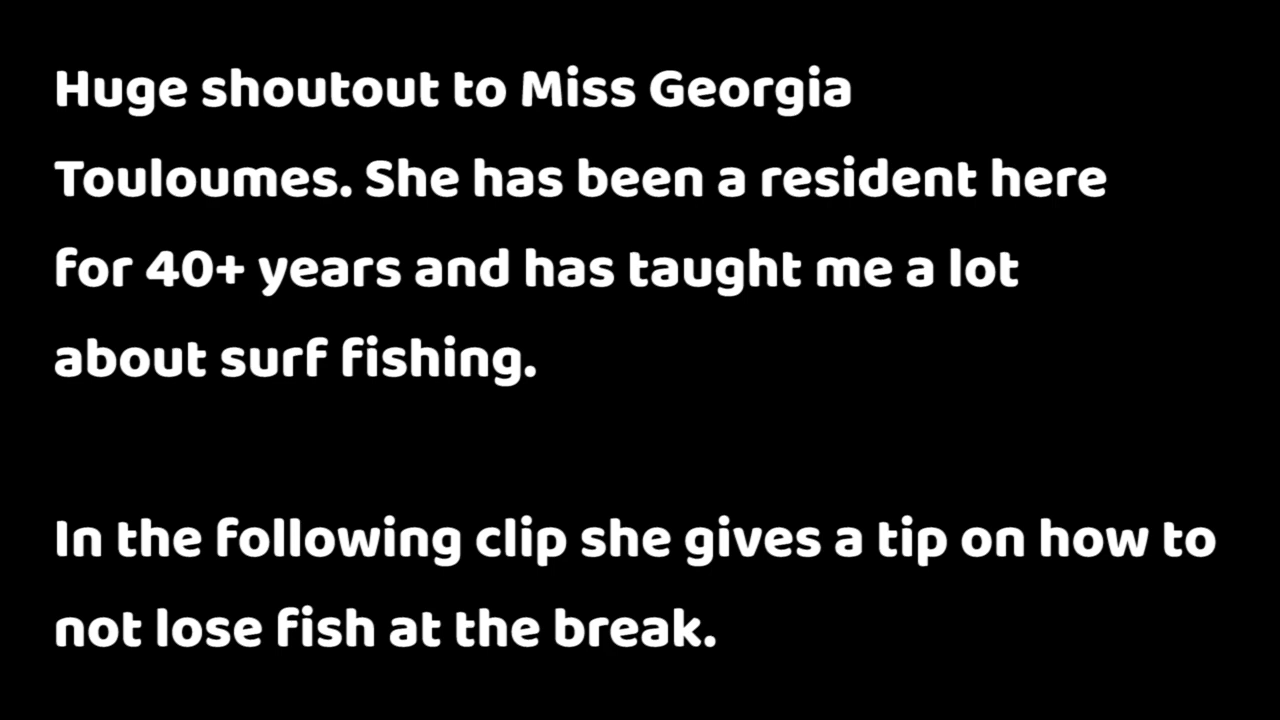 Huge shoutout to Miss Georgia
Touloumes. She has been a resident here
for 40+ years and has taught me a lot
about surf fishing.
In the following clip she gives a tip on how to
not lose fish at the break.